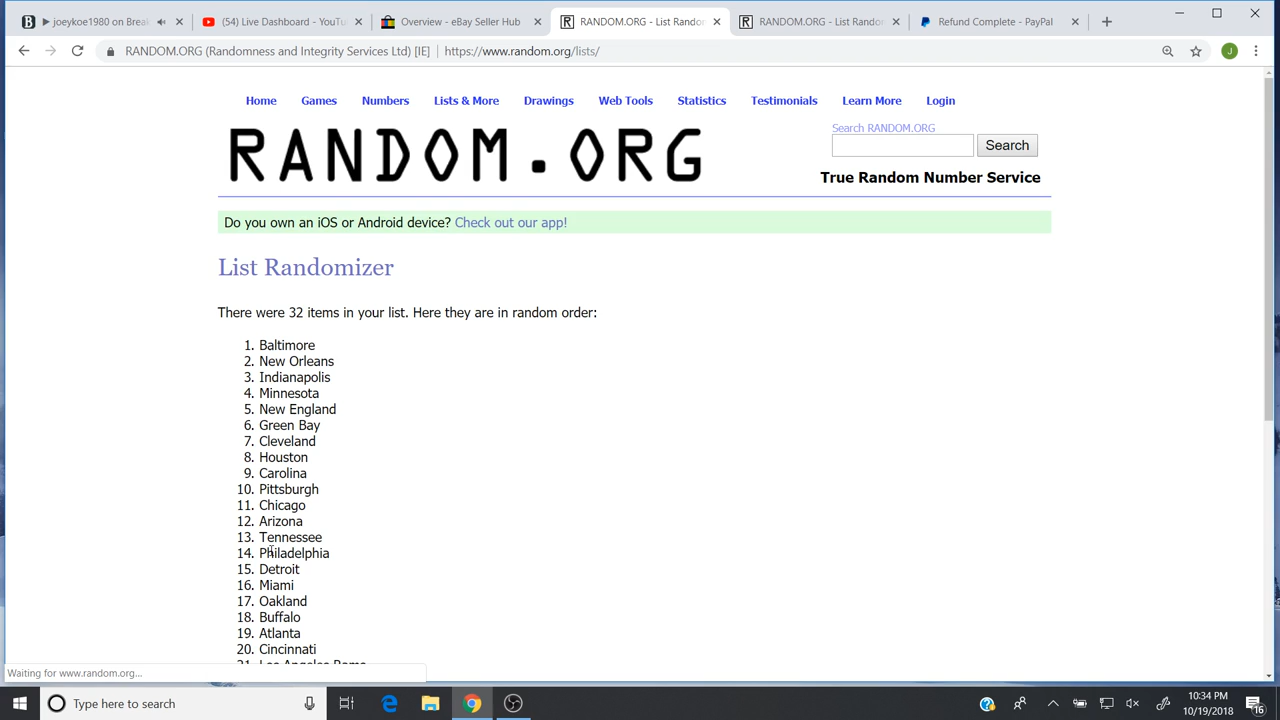 joeykoe1980 on Break
(54) Live Dashboard - YouTu
Overview - eBay Seller Hub
RANDOM.ORG - List Random
RANDOM.ORG - List Random
Refund Complete - PayPal
RANDOM.ORG (Randomness and Integrity Services Ltd) [IE] | https://www.random.org/lists/
J
Home Games Numbers Lists & More Drawings Web Tools Statistics Testimonials Learn More Login
RANDOM.ORG
Search RANDOM.ORG
Search
True Random Number Service
Do you own an iOS or Android device? Check out our app!
List Randomizer
There were 32 items in your list. Here they are in random order:
1. Baltimore
2. New Orleans
3. Indianapolis
4. Minnesota
5. New England
6. Green Bay
7. Cleveland
8. Houston
9. Carolina
10. Pittsburgh
11. Chicago
12. Arizona
13. Tennessee
14. Philadelphia
15. Detroit
16. Miami
17. Oakland
18. Buffalo
19. Atlanta
20. Cincinnati
21. Los Angeles Rams
Waiting for www.random.org...
Type here to search
10:34 PM
10/19/2018
16